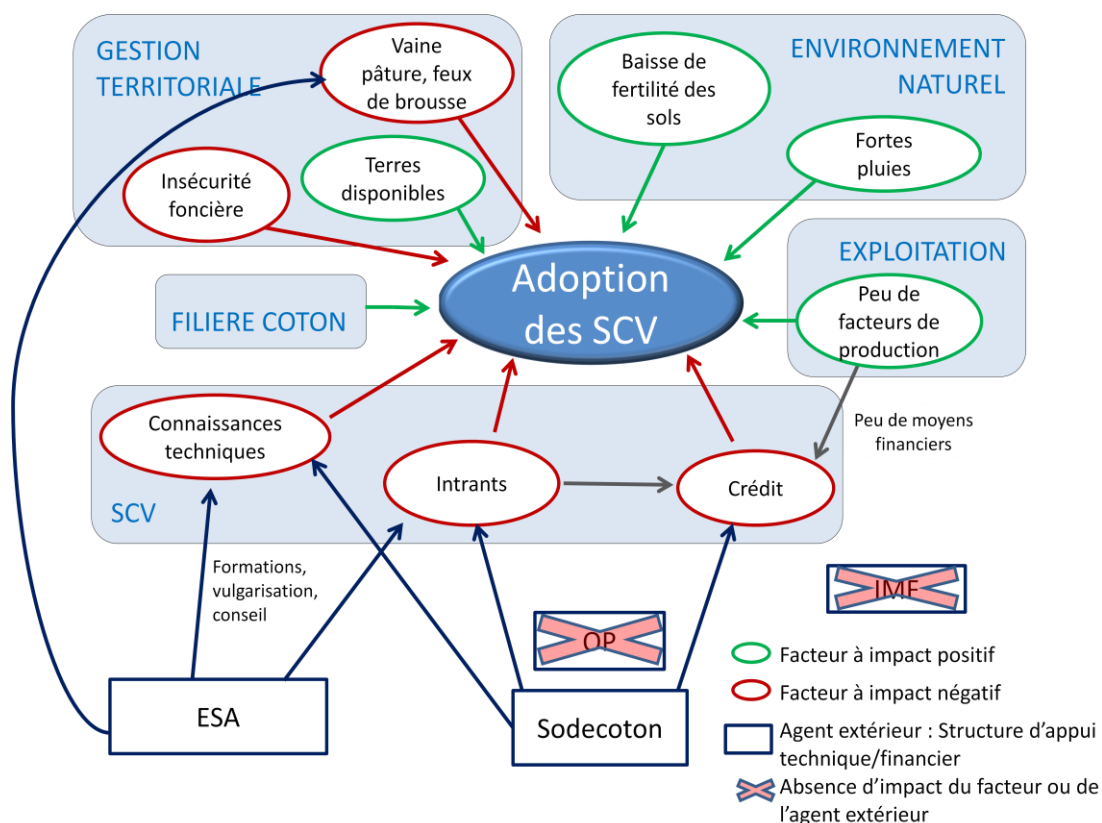 GESTION
TERRITORIALE
Vaine
pâture, feux
de brousse
Terres
disponibles
Insécurité
foncière
ENVIRONNEMENT
NATUREL
Baisse de
fertilité des
sols
Fortes
pluies
EXPLOITATION
Peu de
facteurs de
production
FILIERE COTON
Adoption
des SCV
Connaissances
techniques
Intrants
Crédit
Peu de moyens
financiers
SCV
Formations,
vulgarisation,
conseil
OP
IMF
ESA
Sodecoton
Facteur à impact positif
Facteur à impact négatif
Agent extérieur : Structure d'appui
technique/financier
Absence d'impact du facteur ou de
l'agent extérieur